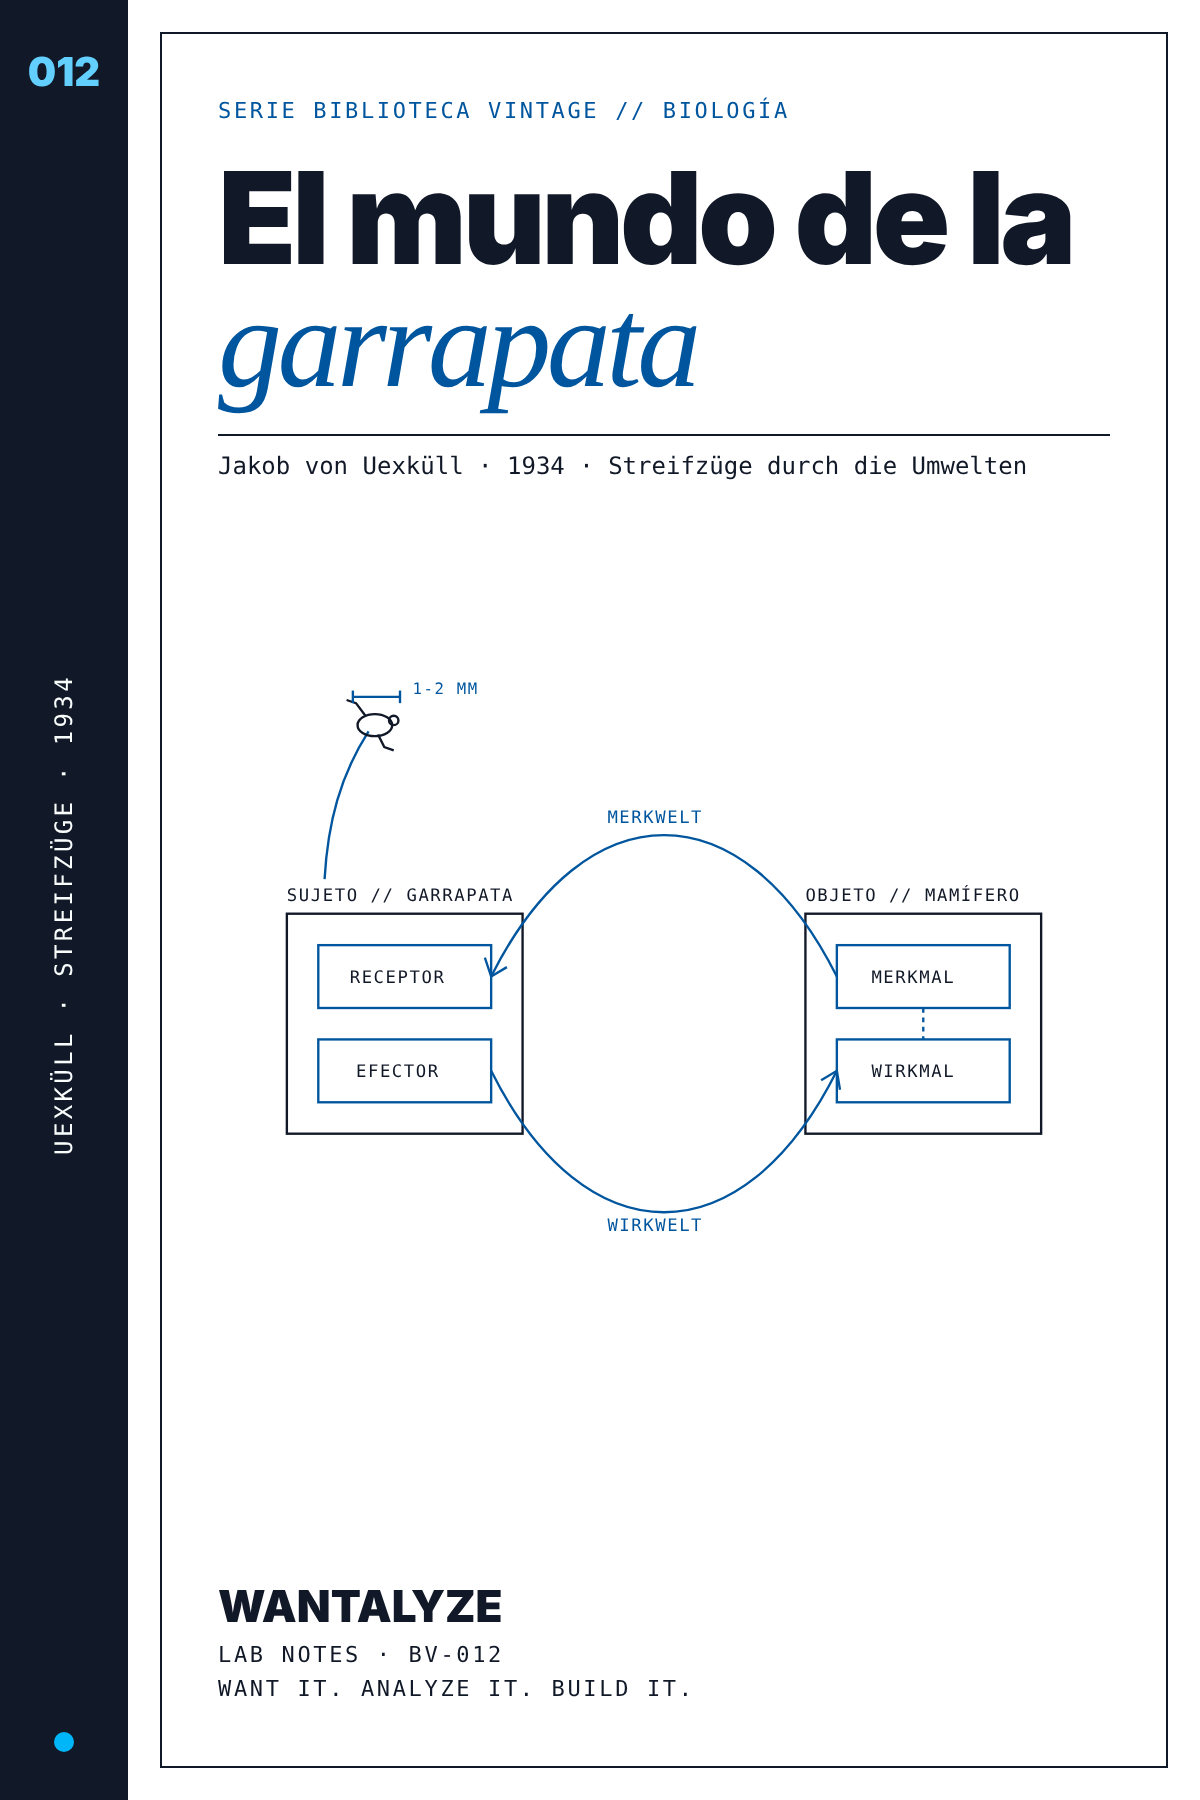 012
UEXKÜLL · STREIFZÜGE · 1934
SERIE BIBLIOTECA VINTAGE // BIOLOGÍA
El mundo de la
garrapata
Jakob von Uexküll · 1934 · Streifzüge durch die Umwelten
1-2 MM
MERKWELT
SUJETO // GARRAPATA
OBJETO // MAMÍFERO
RECEPTOR
MERKMAL
EFECTOR
WIRKMAL
WIRKWELT
WANTALYZE
LAB NOTES · BV-012
WANT IT. ANALYZE IT. BUILD IT.